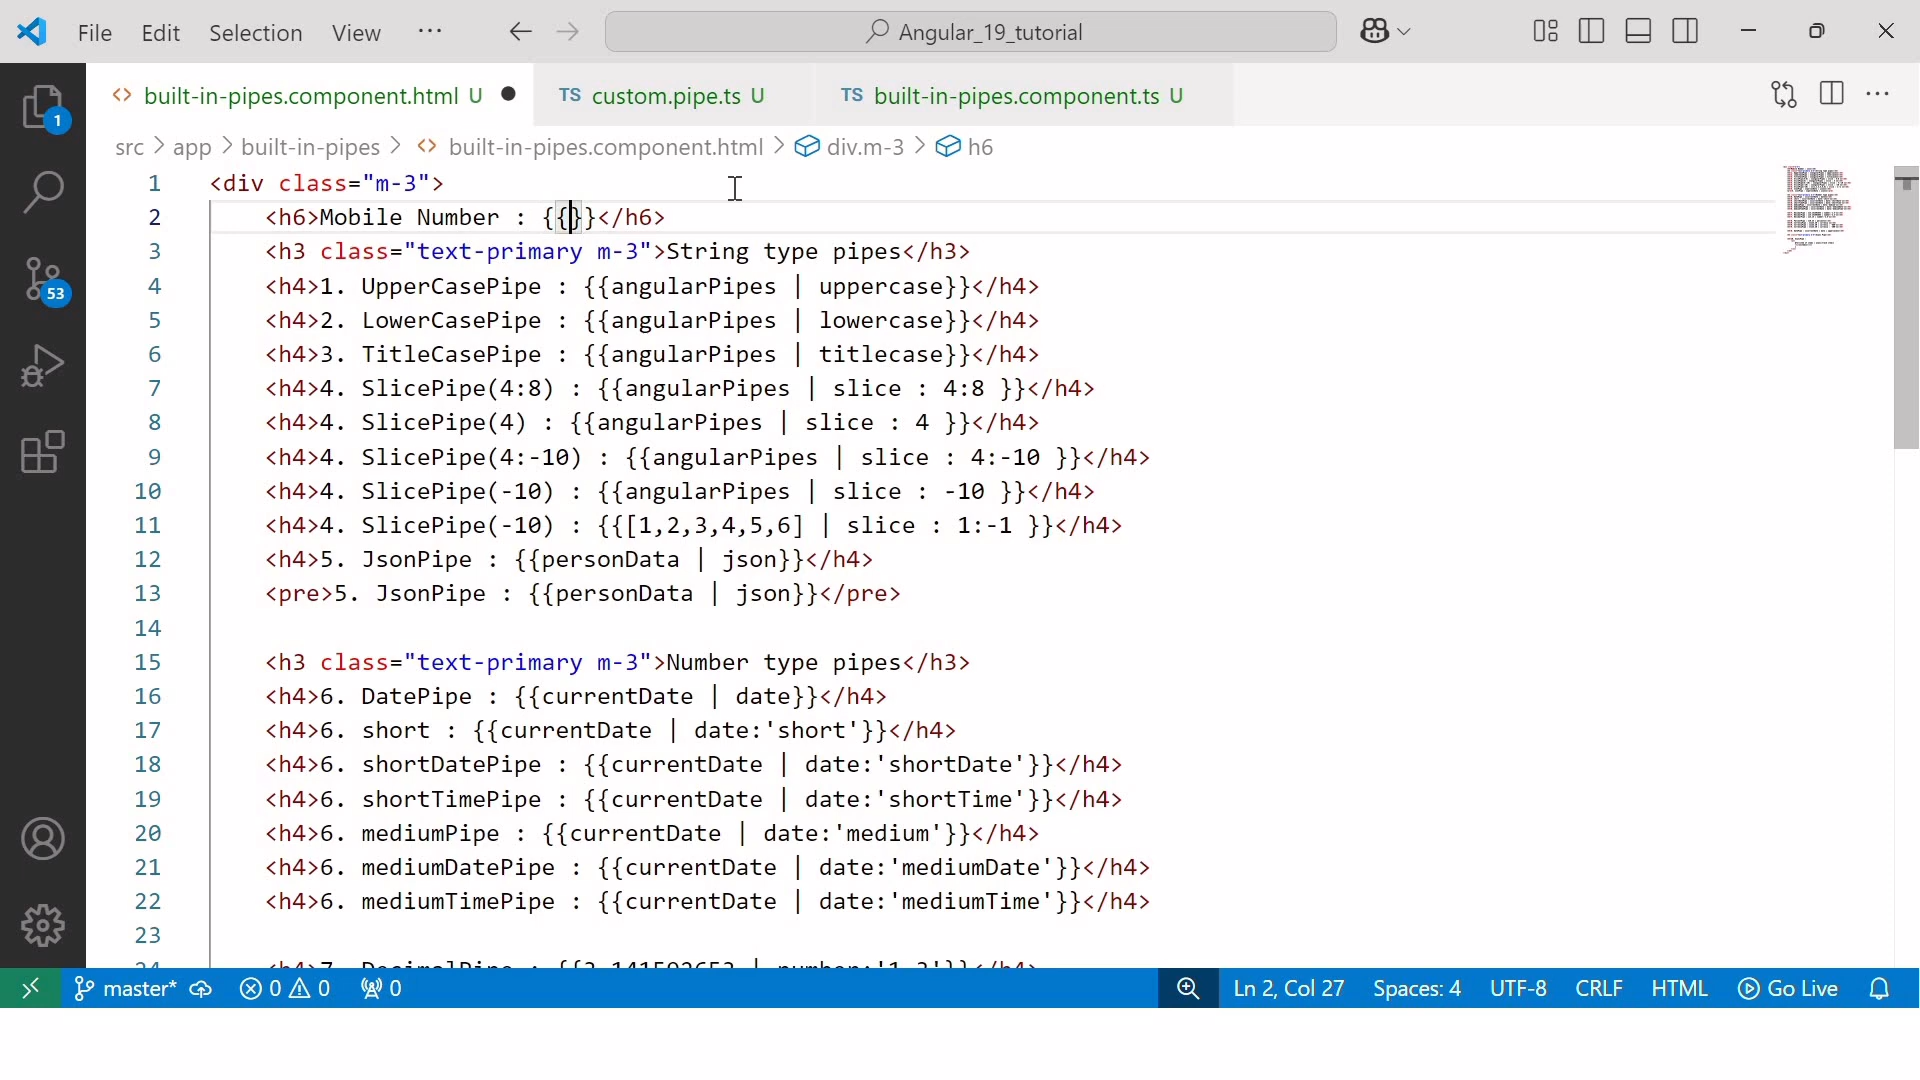 File Edit Selection View ··· Angular_19_tutorial
built-in-pipes.component.html U TS custom.pipe.ts U TS built-in-pipes.component.ts U
src > app > built-in-pipes > <> built-in-pipes.component.html > div.m-3 > h6
1 <div class="m-3">
2 <h6>Mobile Number : {{}}</h6>
3 <h3 class="text-primary m-3">String type pipes</h3>
4 <h4>1. UpperCasePipe : {{angularPipes | uppercase}}</h4>
5 <h4>2. LowerCasePipe : {{angularPipes | lowercase}}</h4>
6 <h4>3. TitleCasePipe : {{angularPipes | titlecase}}</h4>
7 <h4>4. SlicePipe(4:8) : {{angularPipes | slice : 4:8 }}</h4>
8 <h4>4. SlicePipe(4) : {{angularPipes | slice : 4 }}</h4>
9 <h4>4. SlicePipe(4:-10) : {{angularPipes | slice : 4:-10 }}</h4>
10 <h4>4. SlicePipe(-10) : {{angularPipes | slice : -10 }}</h4>
11 <h4>4. SlicePipe(-10) : {{[1,2,3,4,5,6] | slice : 1:-1 }}</h4>
12 <h4>5. JsonPipe : {{personData | json}}</h4>
13 <pre>5. JsonPipe : {{personData | json}}</pre>
14
15 <h3 class="text-primary m-3">Number type pipes</h3>
16 <h4>6. DatePipe : {{currentDate | date}}</h4>
17 <h4>6. short : {{currentDate | date:'short'}}</h4>
18 <h4>6. shortDatePipe : {{currentDate | date:'shortDate'}}</h4>
19 <h4>6. shortTimePipe : {{currentDate | date:'shortTime'}}</h4>
20 <h4>6. mediumPipe : {{currentDate | date:'medium'}}</h4>
21 <h4>6. mediumDatePipe : {{currentDate | date:'mediumDate'}}</h4>
22 <h4>6. mediumTimePipe : {{currentDate | date:'mediumTime'}}</h4>
23
1
53
master* 0 0 0 Ln 2, Col 27 Spaces: 4 UTF-8 CRLF HTML Go Live